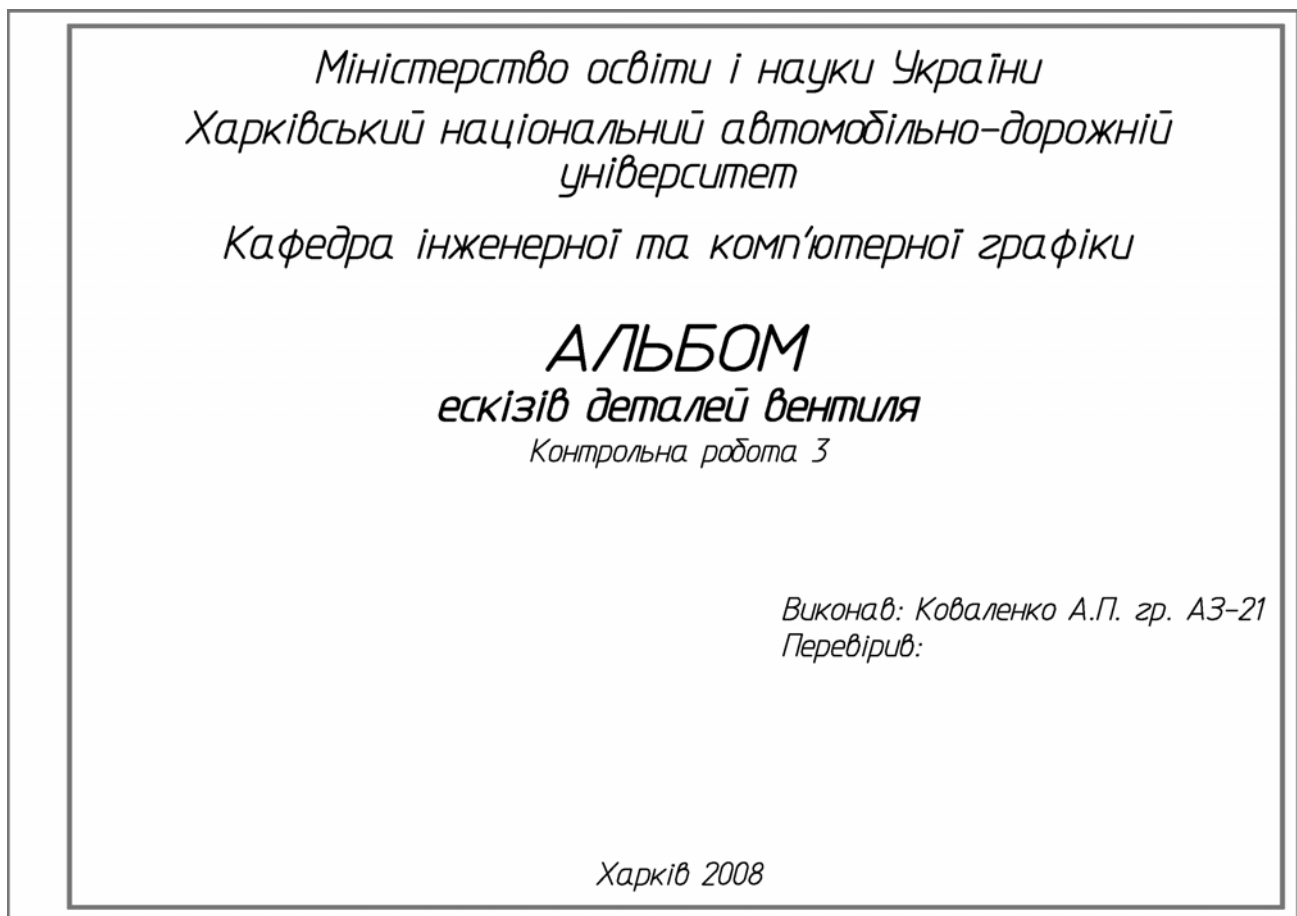 Міністерство освіти і науки України
Харківський національний автомобільно-дорожній
університет
Кафедра інженерної та комп'ютерної графіки
АЛЬБОМ
ескізів деталей вентиля
Контрольна робота 3
Виконав: Коваленко А.П. гр. АЗ-21
Перевірив:
Харків 2008